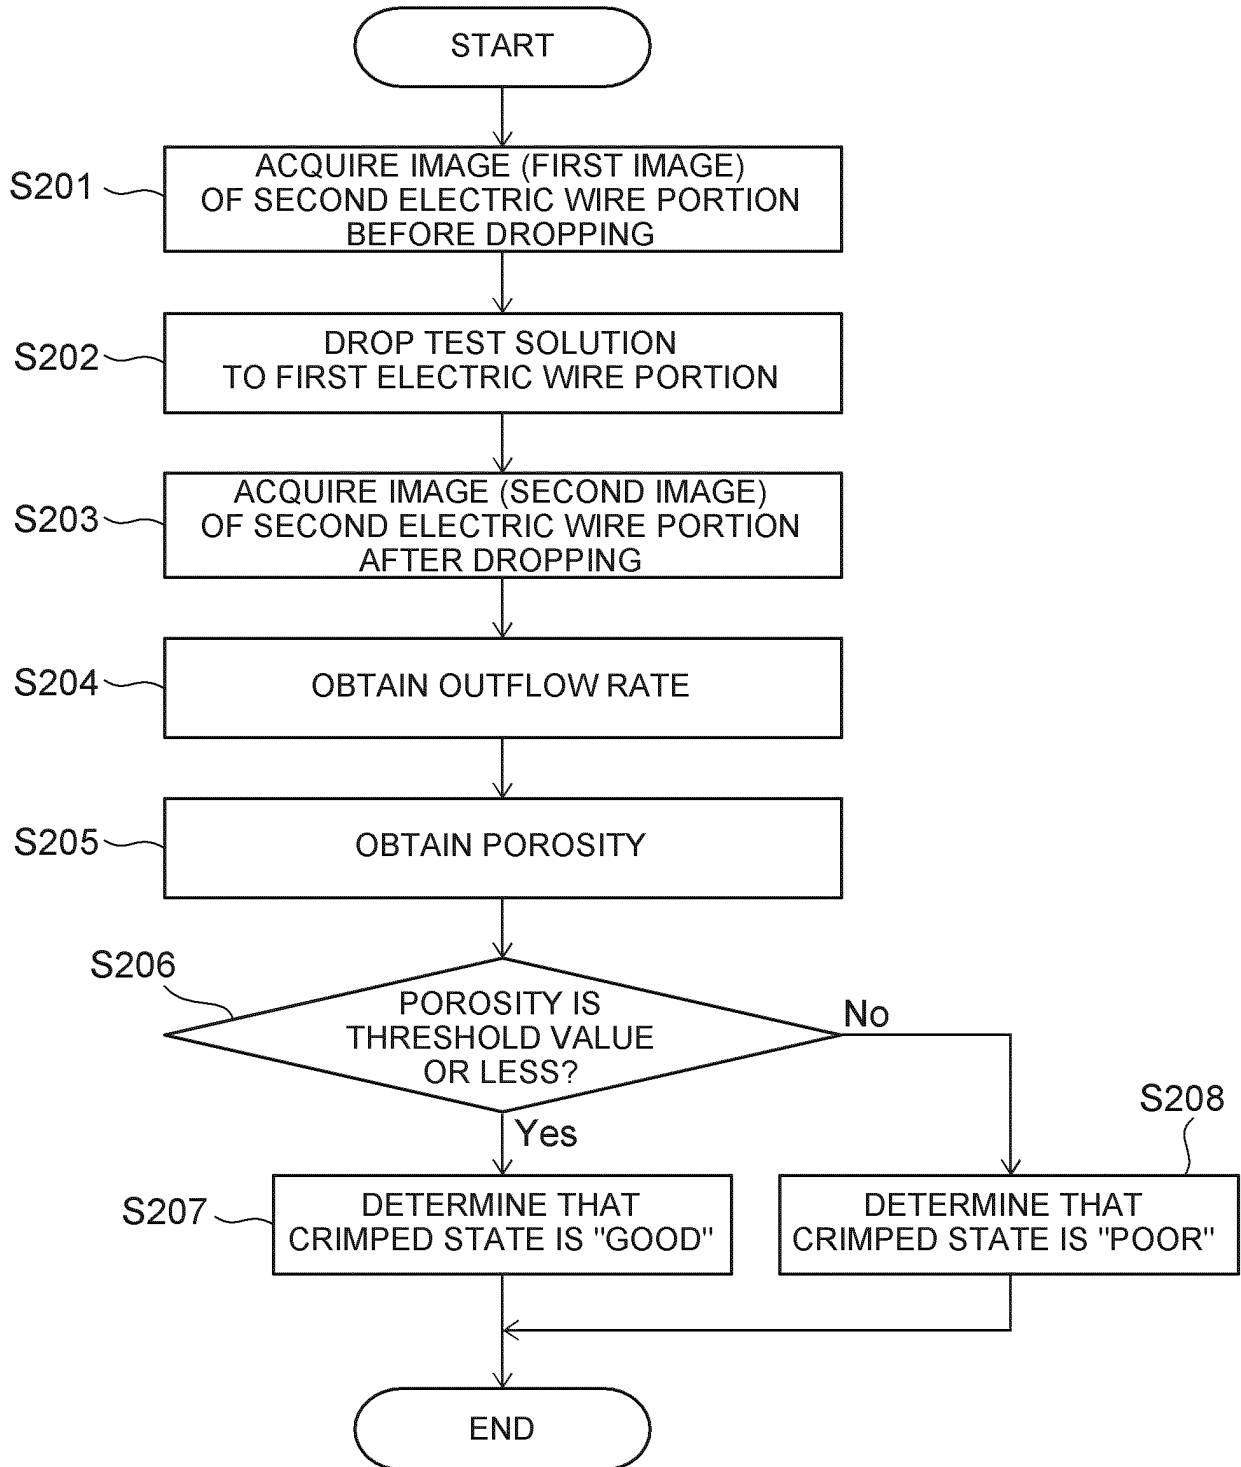 START
S201
ACQUIRE IMAGE (FIRST IMAGE)
OF SECOND ELECTRIC WIRE PORTION
BEFORE DROPPING
S202
DROP TEST SOLUTION
TO FIRST ELECTRIC WIRE PORTION
S203
ACQUIRE IMAGE (SECOND IMAGE)
OF SECOND ELECTRIC WIRE PORTION
AFTER DROPPING
S204
OBTAIN OUTFLOW RATE
S205
OBTAIN POROSITY
S206
POROSITY IS
THRESHOLD VALUE
OR LESS?
No
Yes
S207
DETERMINE THAT
CRIMPED STATE IS "GOOD"
S208
DETERMINE THAT
CRIMPED STATE IS "POOR"
END